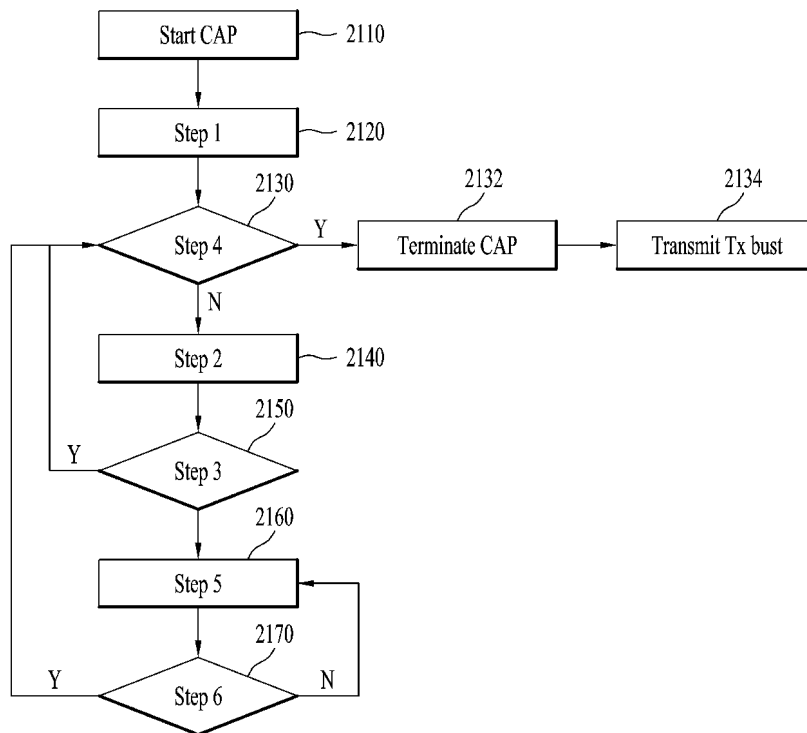 Start CAP
2110
Step 1
2120
2130
Step 4
Y
N
2132
Terminate CAP
2134
Transmit Tx bust
Step 2
2140
2150
Step 3
Y
2160
Step 5
2170
Step 6
Y
N